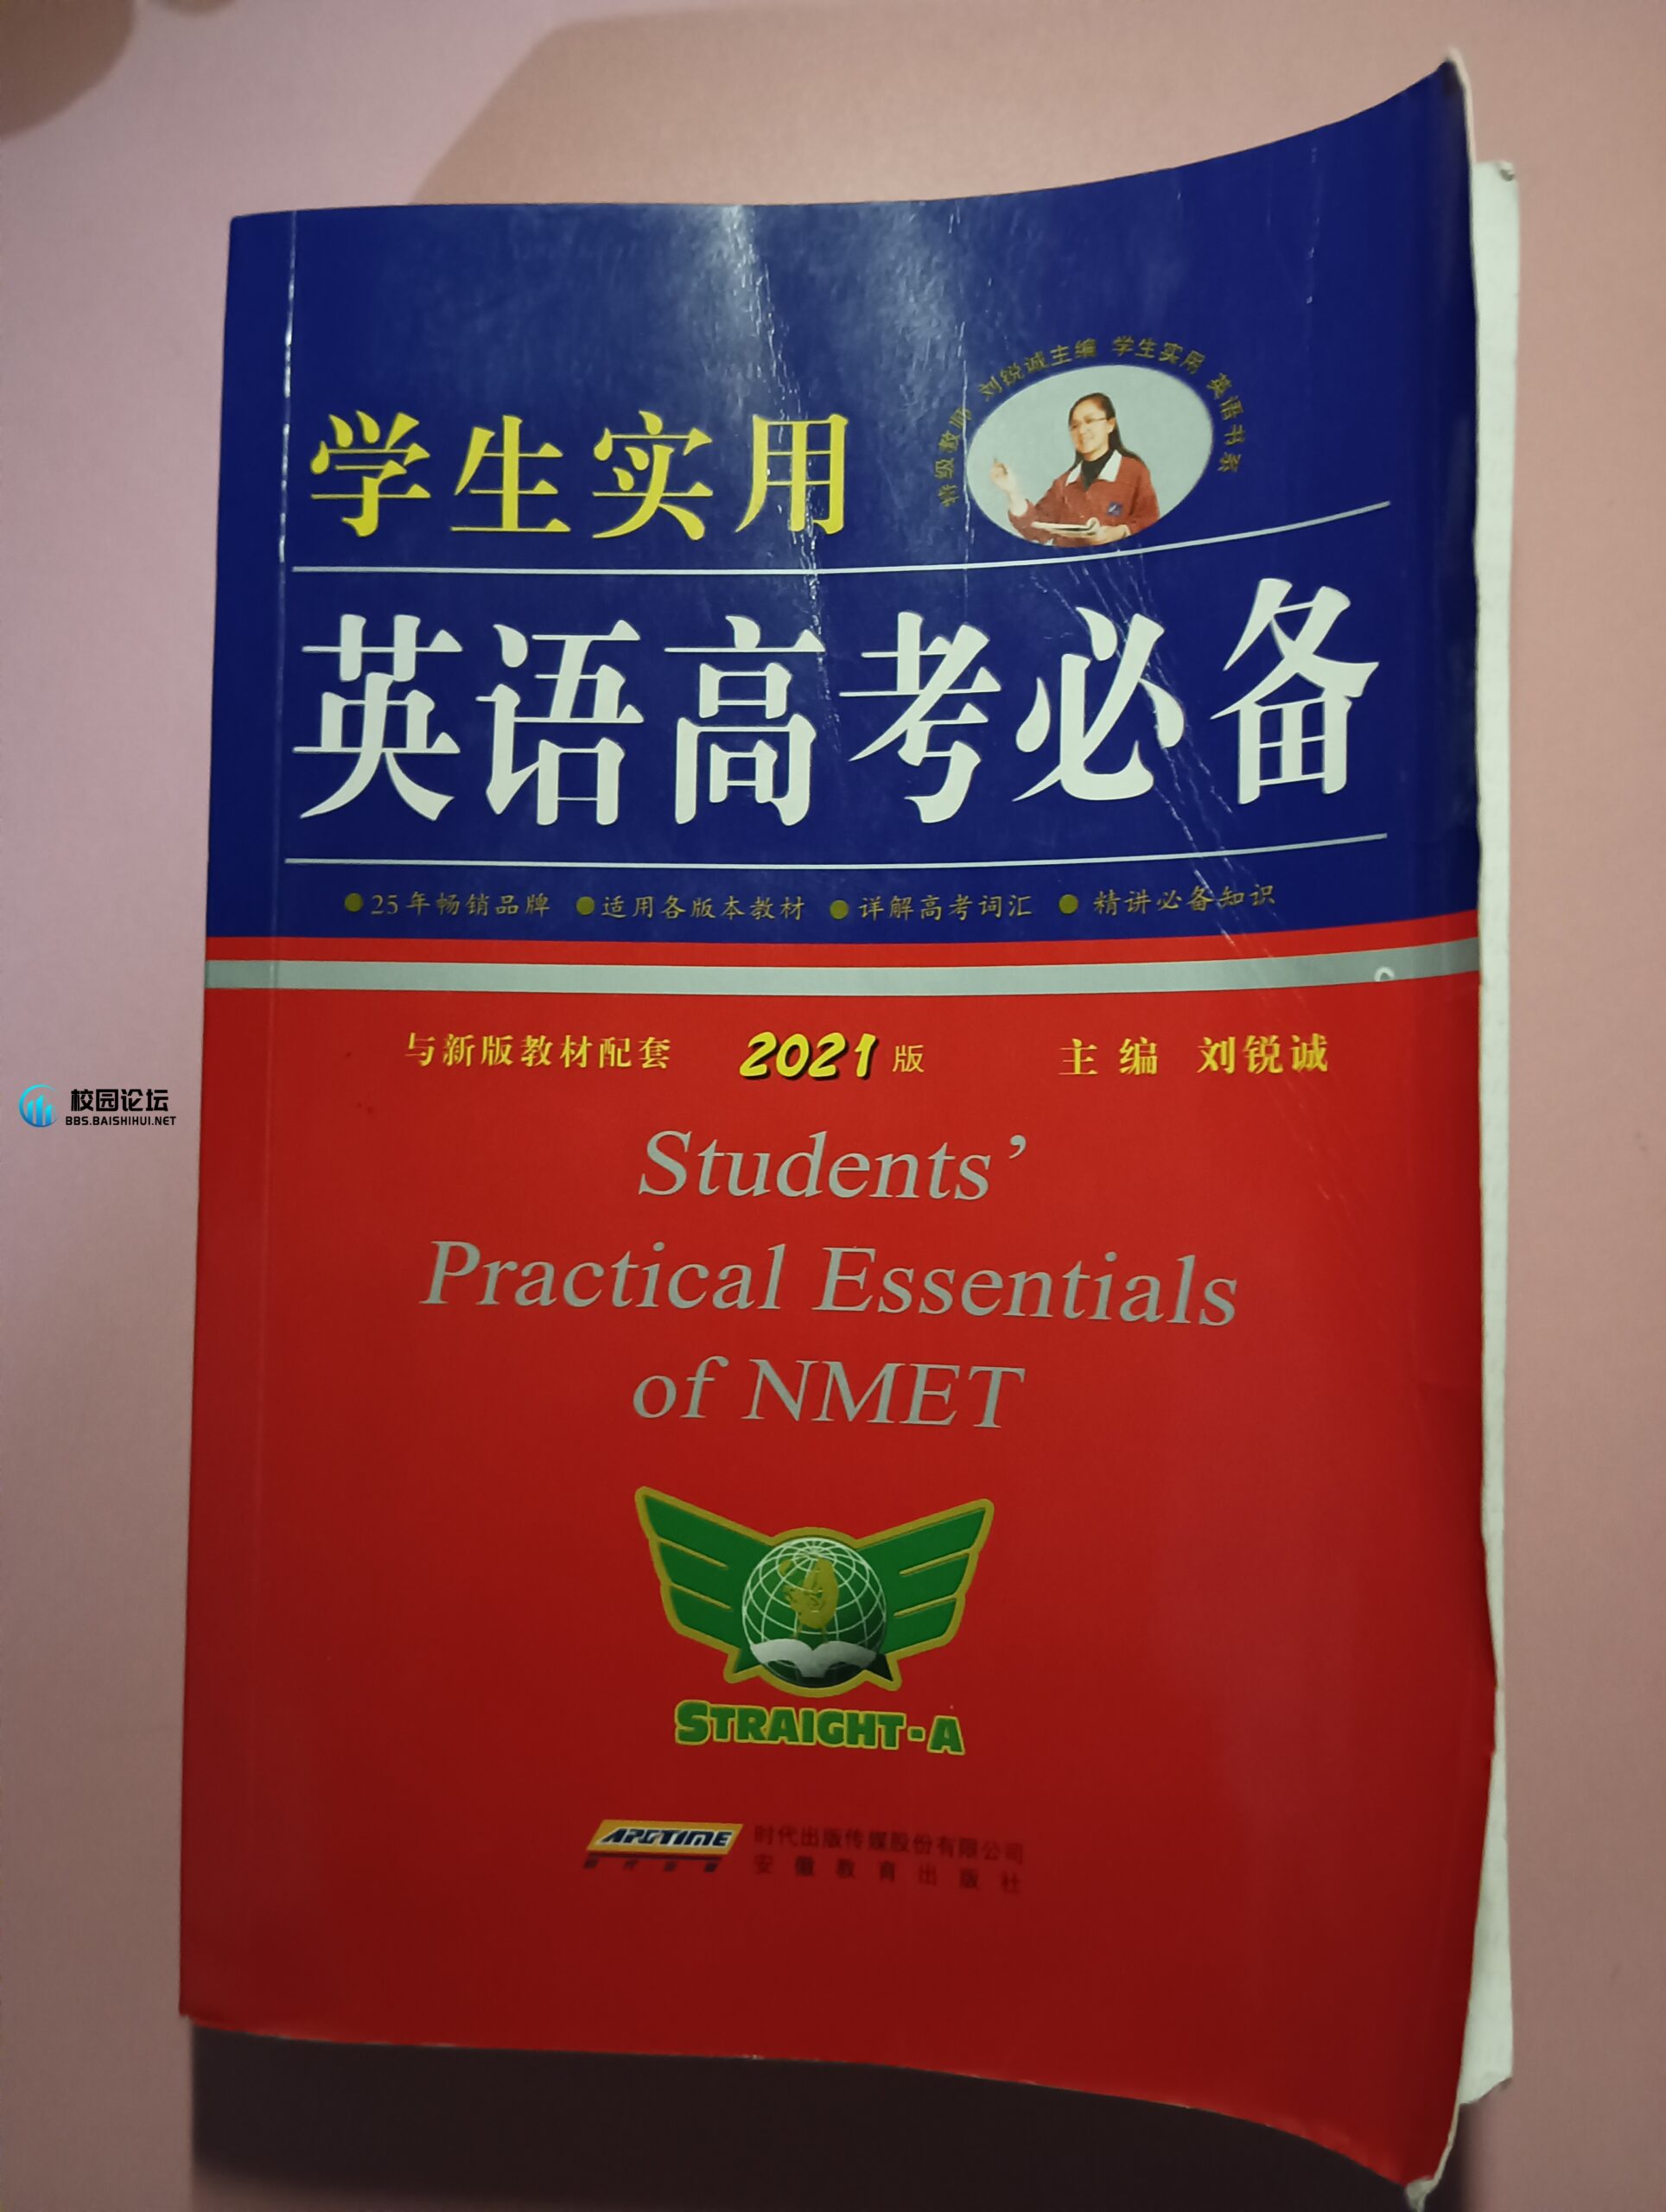 特级教师 刘锐诚主编 学生实用 英语书系
学生实用
英语高考必备
●25年畅销品牌 ●适用各版本教材 ●详解高考词汇 ●精讲必备知识
与新版教材配套 2021版 主编 刘锐诚
校园论坛
BBS.BAISHIHUI.NET
Students'
Practical Essentials
of NMET
STRAIGHT-A
APGTIME 时代出版传媒股份有限公司
安徽教育出版社